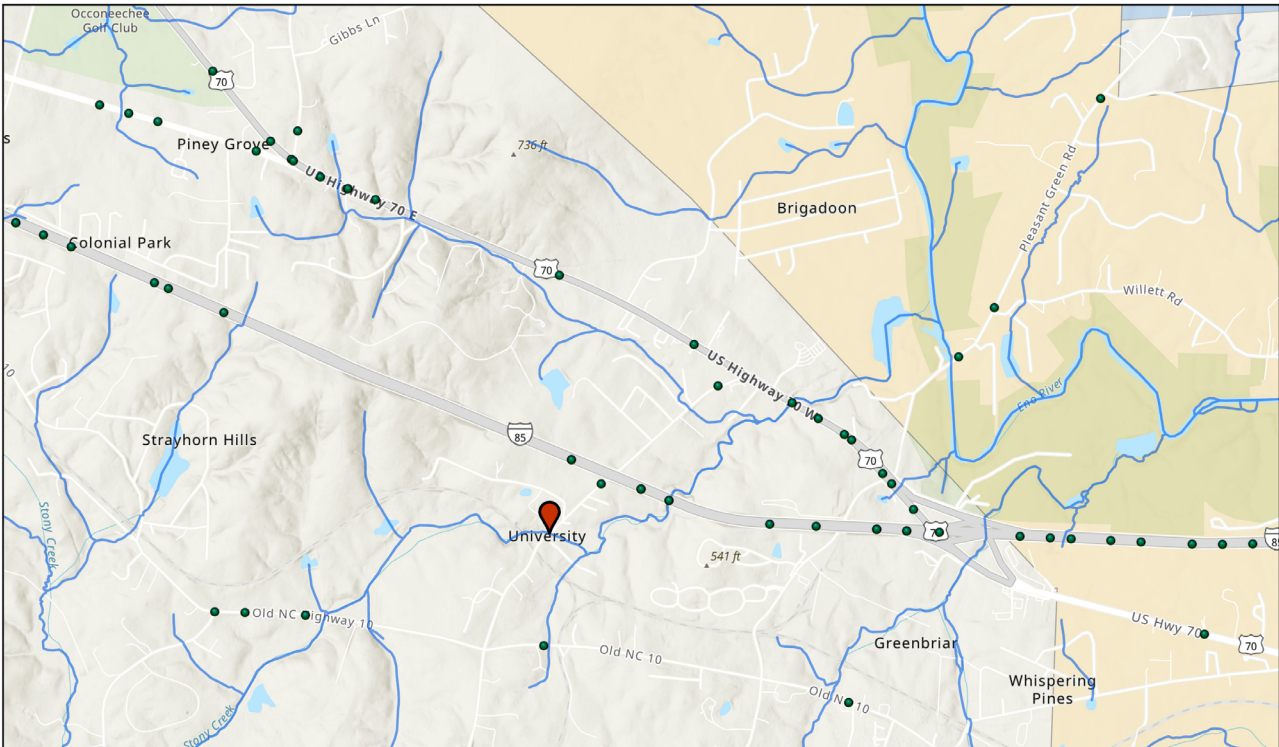 Occoneechee
Golf Club
Gibbs Ln
70
Piney Grove
736 ft
s
US Highway 70 E
Brigadoon
Pleasant Green Rd
Colonial Park
70
Willett Rd
10
US Highway 70 W
Eno River
Strayhorn Hills
85
70
Stony Creek
University
70
85
541 ft
Old NC Highway 10
US Hwy 70
70
Old NC 10
Greenbriar
Whispering
Pines
Old NC 10
Stony Creek